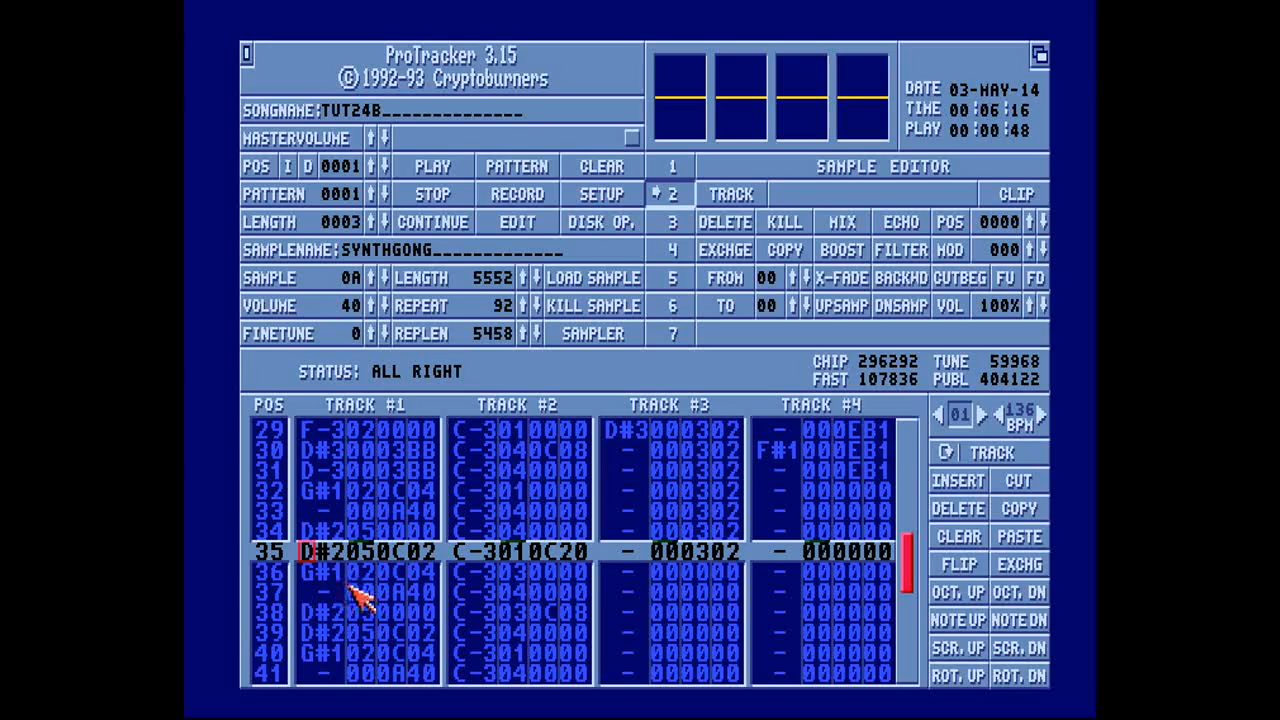 ProTracker 3.15
©1992-93 Cryptoburners
DATE 03-MAY-14
TIME 00:06:16
PLAY 00:00:48
SONGNAME:TUT24B______________
MASTERVOLUME
POS I D 0001 PLAY PATTERN CLEAR 1 SAMPLE EDITOR
PATTERN 0001 STOP RECORD SETUP 2 TRACK CLIP
LENGTH 0003 CONTINUE EDIT DISK OP. 3 DELETE KILL MIX ECHO POS 0000
SAMPLENAME:SYNTHGONG_____________ 4 EXCHGE COPY BOOST FILTER MOD 000
SAMPLE 0A LENGTH 5552 LOAD SAMPLE 5 FROM 00 X-FADE BACKWD CUTBEG FU FD
VOLUME 40 REPEAT 92 KILL SAMPLE 6 TO 00 UPSAMP DNSAMP VOL 100%
FINETUNE 0 REPLEN 5458 SAMPLER 7
STATUS: ALL RIGHT
CHIP 296292 TUNE 59968
FAST 107836 PUBL 404122
POS TRACK #1 TRACK #2 TRACK #3 TRACK #4
29 F-3020000 C-3010000 D#3000302 - 000EB1
30 D#30003BB C-3040C08 - 000302 F#1000EB1
31 D-30003BB C-3040000 - 000302 - 000EB1
32 G#1020C04 C-3010000 - 000302 - 000000
33 - 000A40 C-3040000 - 000302 - 000000
34 D#2050000 C-3040000 - 000302 - 000000
35 D#2050C02 C-3010C20 - 000302 - 000000
36 G#1020C04 C-3030000 - 000000 - 000000
37 - 000A40 C-3040000 - 000000 - 000000
38 D#2050000 C-3030C08 - 000000 - 000000
39 D#2050C02 C-3040000 - 000000 - 000000
40 G#1020C04 C-3010000 - 000000 - 000000
41 - 000A40 C-3040000 - 000000 - 000000
01 136 BPM
TRACK
INSERT CUT
DELETE COPY
CLEAR PASTE
FLIP EXCHG
OCT. UP OCT. DN
NOTE UP NOTE DN
SCR. UP SCR. DN
ROT. UP ROT. DN